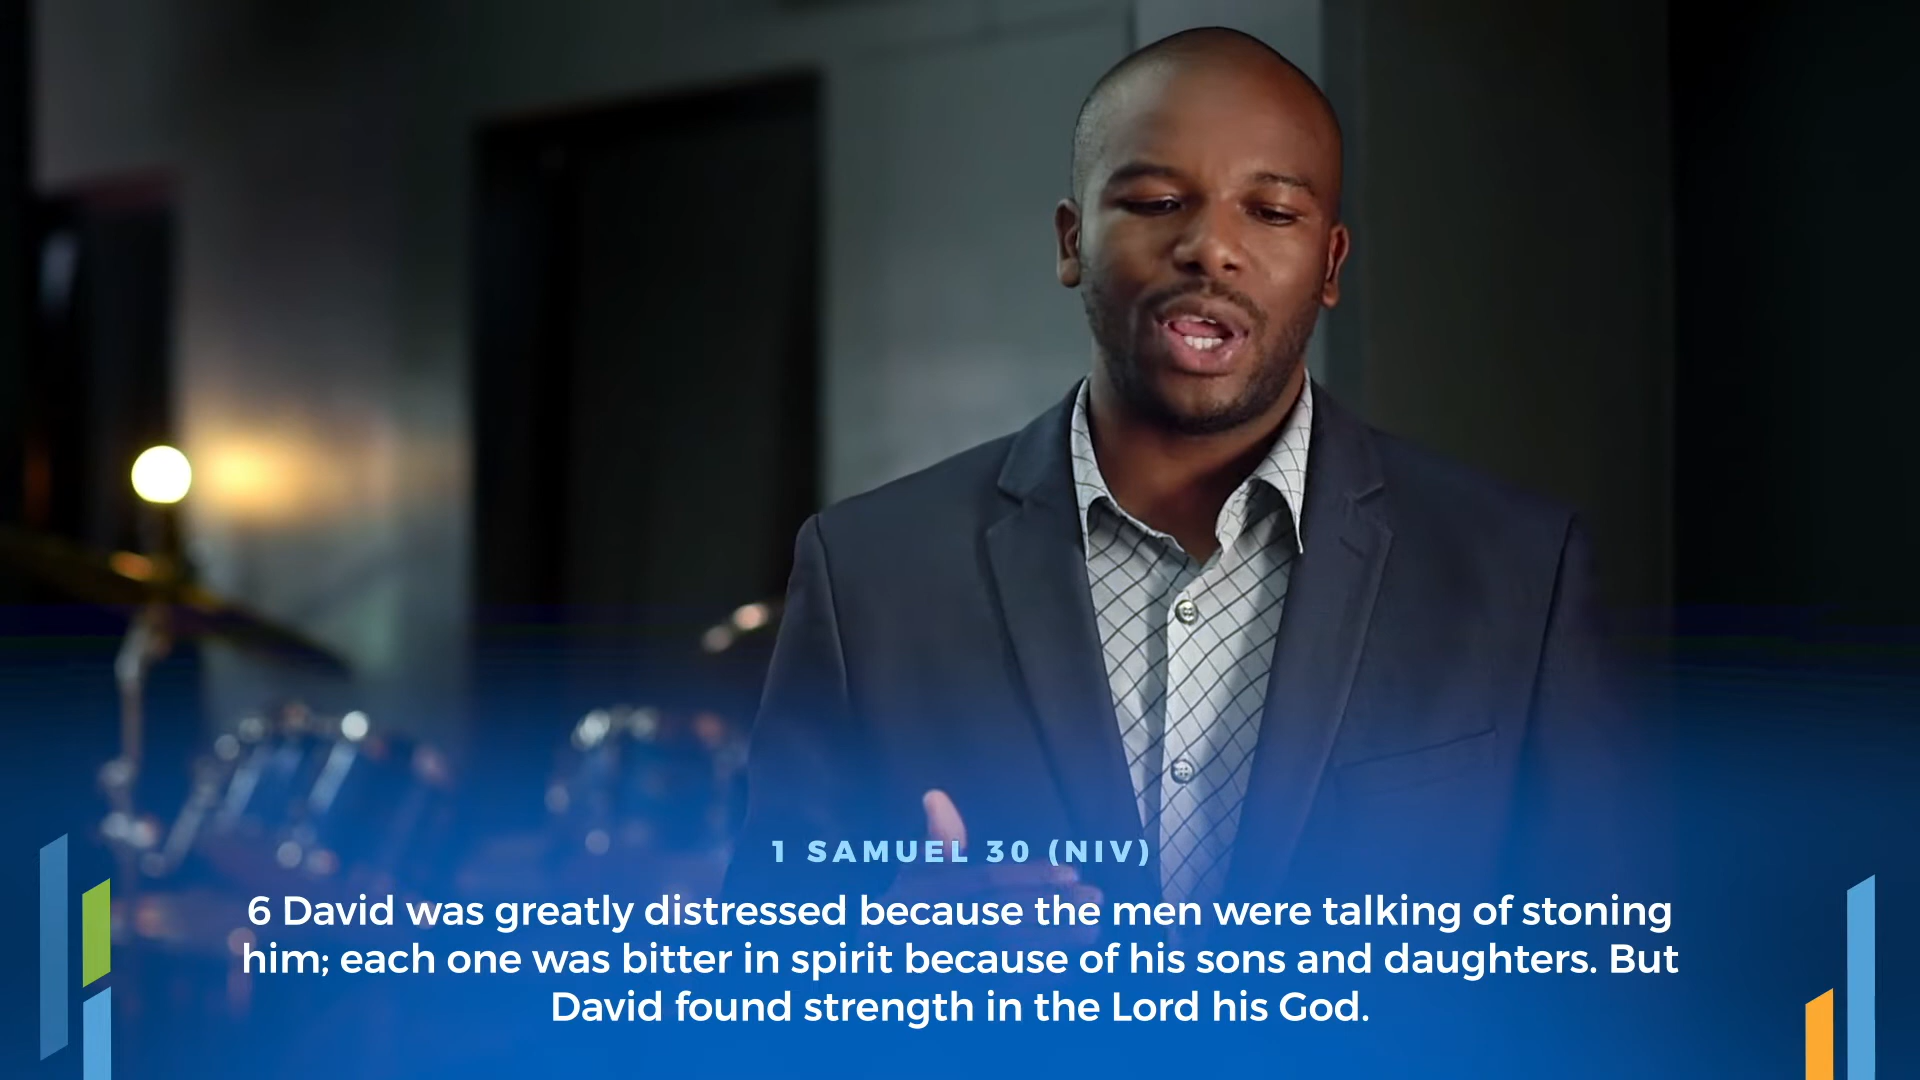 1 SAMUEL 30 (NIV)
6 David was greatly distressed because the men were talking of stoning
him; each one was bitter in spirit because of his sons and daughters. But
David found strength in the Lord his God.